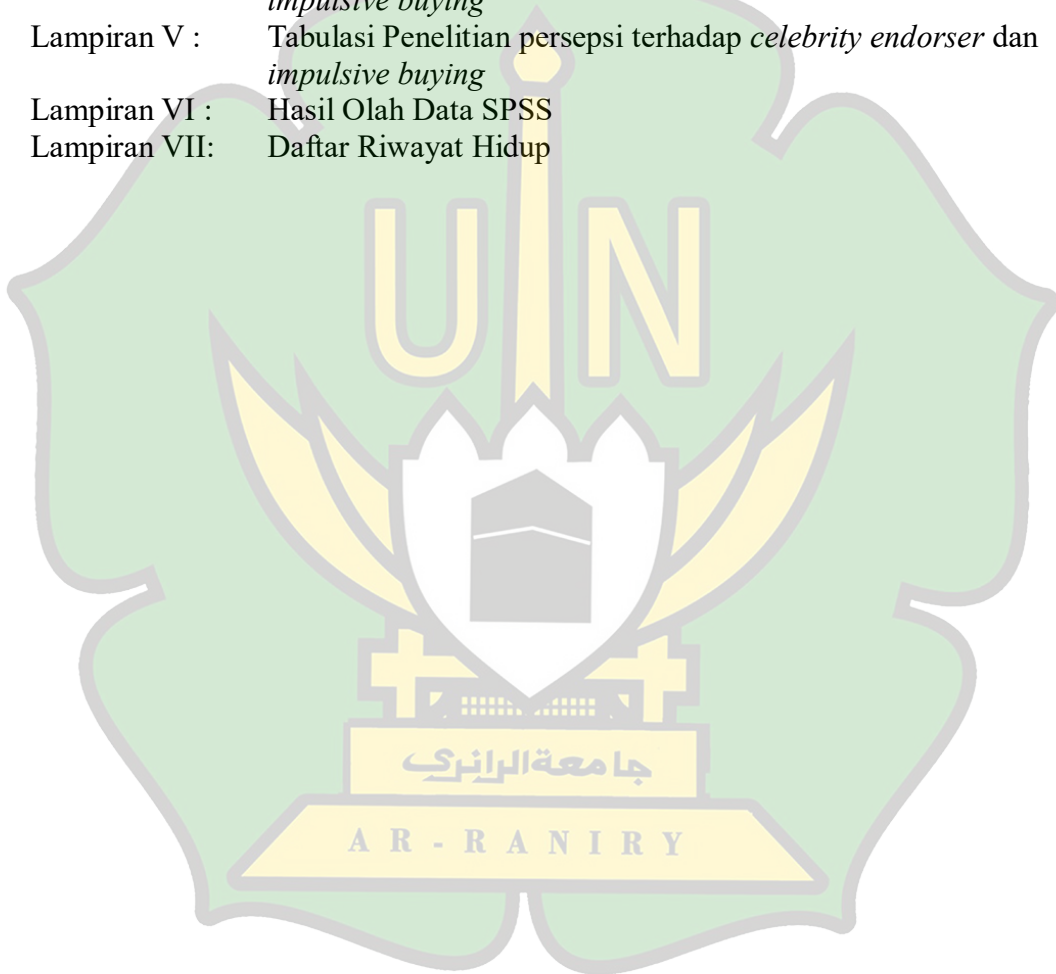 impulsive buying
Lampiran V : Tabulasi Penelitian persepsi terhadap celebrity endorser dan
impulsive buying
Lampiran VI : Hasil Olah Data SPSS
Lampiran VII: Daftar Riwayat Hidup
UIN
جامعة الرانري
AR - RANIRY